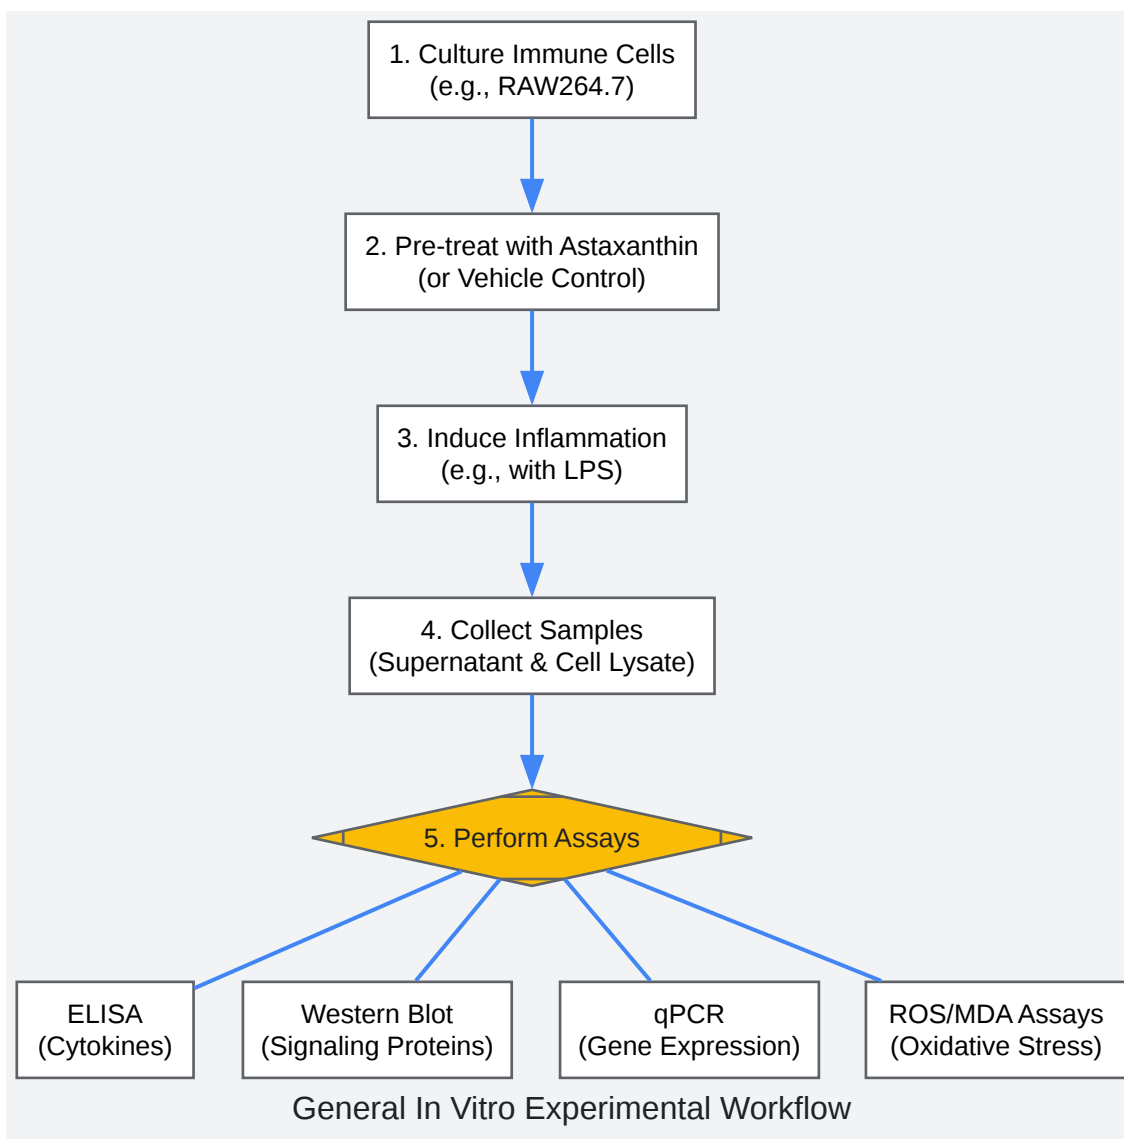 1. Culture Immune Cells
(e.g., RAW264.7)
2. Pre-treat with Astaxanthin
(or Vehicle Control)
3. Induce Inflammation
(e.g., with LPS)
4. Collect Samples
(Supernatant & Cell Lysate)
5. Perform Assays
ELISA
(Cytokines)
Western Blot
(Signaling Proteins)
qPCR
(Gene Expression)
ROS/MDA Assays
(Oxidative Stress)
General In Vitro Experimental Workflow